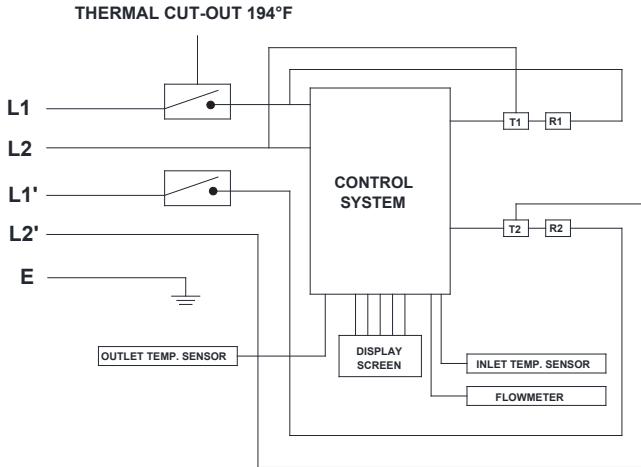 THERMAL CUT-OUT 194°F
L1
L2
L1'
L2'
E
CONTROL
SYSTEM
T1
R1
T2
R2
OUTLET TEMP. SENSOR
DISPLAY
SCREEN
INLET TEMP. SENSOR
FLOWMETER